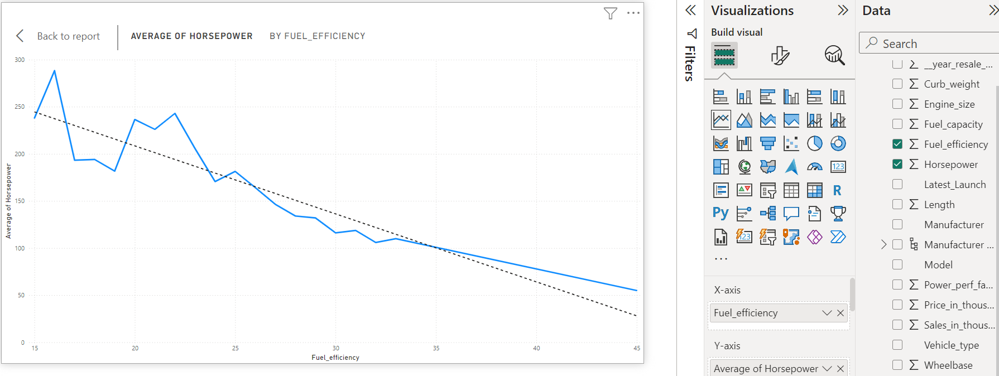 Back to report
AVERAGE OF HORSEPOWER
BY FUEL_EFFICIENCY
300
250
200
150
100
50
0
Average of Horsepower
15 20 25 30 35 40 45
Fuel_efficiency
Filters
Visualizations
Build visual
123
R
Py
123
...
X-axis
Fuel_efficiency
Y-axis
Average of Horsepower
Data
Search
__year_resale_...
Curb_weight
Engine_size
Fuel_capacity
Fuel_efficiency
Horsepower
Latest_Launch
Length
Manufacturer
Manufacturer ...
Model
Power_perf_fa...
Price_in_thous...
Sales_in_thous...
Vehicle_type
Wheelbase